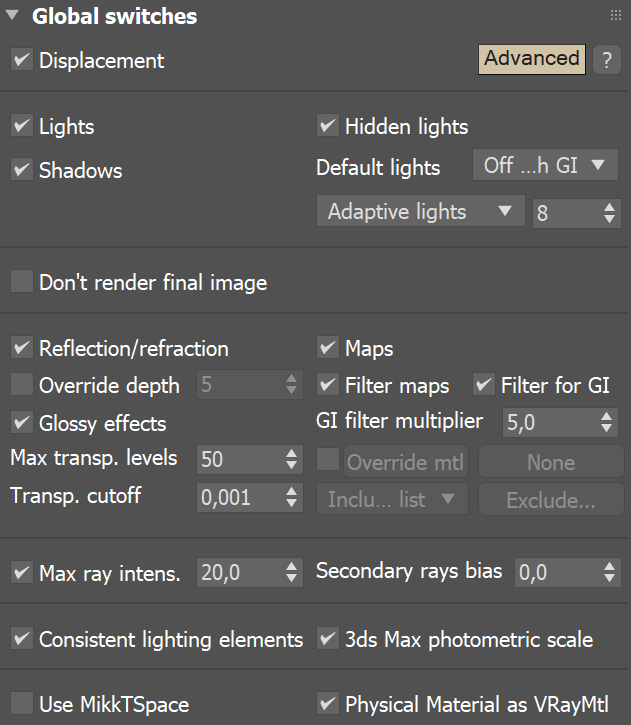 Global switches
Displacement Advanced ?
Lights Hidden lights
Shadows Default lights Off ...h GI
Adaptive lights 8
Don't render final image
Reflection/refraction Maps
Override depth 5 Filter maps Filter for GI
Glossy effects GI filter multiplier 5,0
Max transp. levels 50 Override mtl None
Transp. cutoff 0,001 Inclu... list Exclude...
Max ray intens. 20,0 Secondary rays bias 0,0
Consistent lighting elements 3ds Max photometric scale
Use MikkTSpace Physical Material as VRayMtl